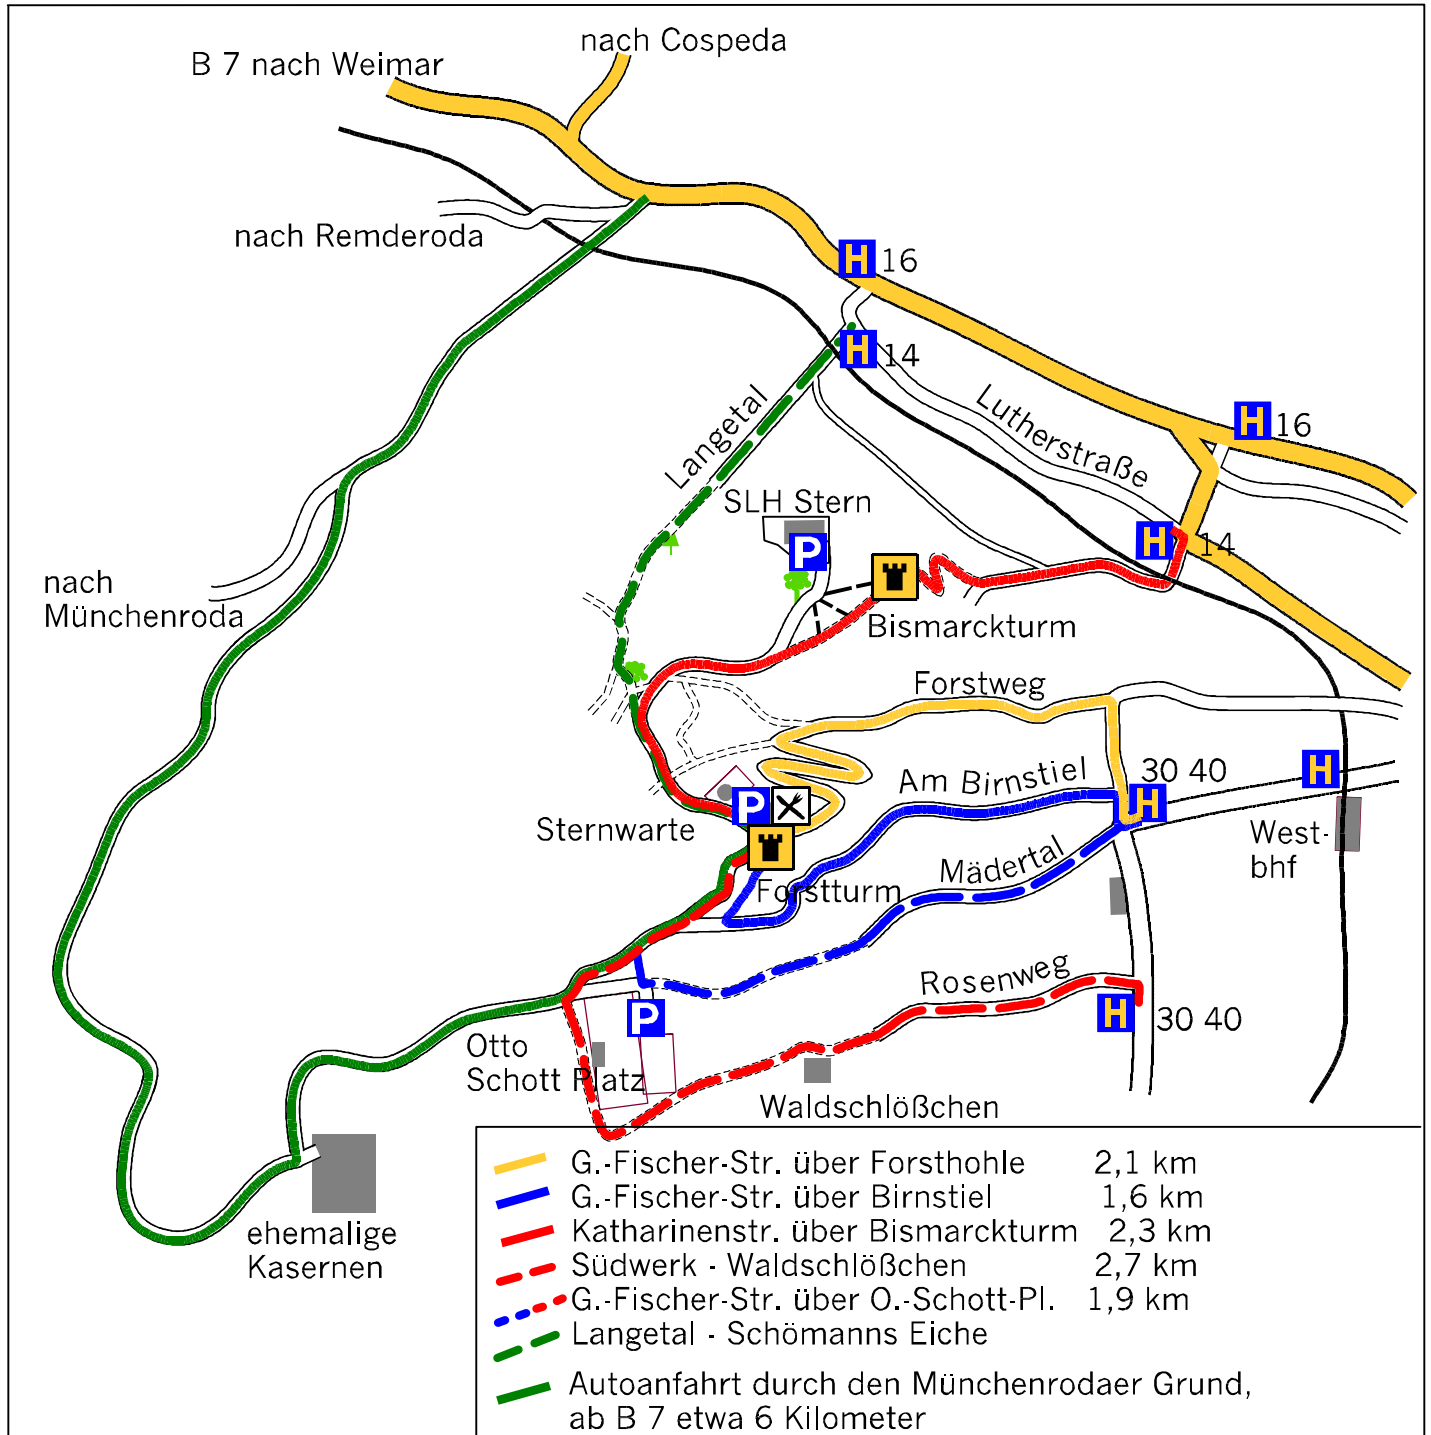 nach Cospeda
B 7 nach Weimar
nach Remderoda
H 16
H 14
Langetal
Lutherstraße
H 16
SLH Stern
P
H 14
nach
Münchenroda
Bismarckturm
Forstweg
Am Birnstiel
30 40
H
H
P
Sternwarte
West-
bhf
Mädertal
Forstturm
Rosenweg
P
H 30 40
Otto
Schott Platz
Waldschlößchen
ehemalige
Kasernen
G.-Fischer-Str. über Forsthohle 2,1 km
G.-Fischer-Str. über Birnstiel 1,6 km
Katharinenstr. über Bismarckturm 2,3 km
Südwerk - Waldschlößchen 2,7 km
G.-Fischer-Str. über O.-Schott-Pl. 1,9 km
Langetal - Schömanns Eiche
Autoanfahrt durch den Münchenrodaer Grund,
ab B 7 etwa 6 Kilometer